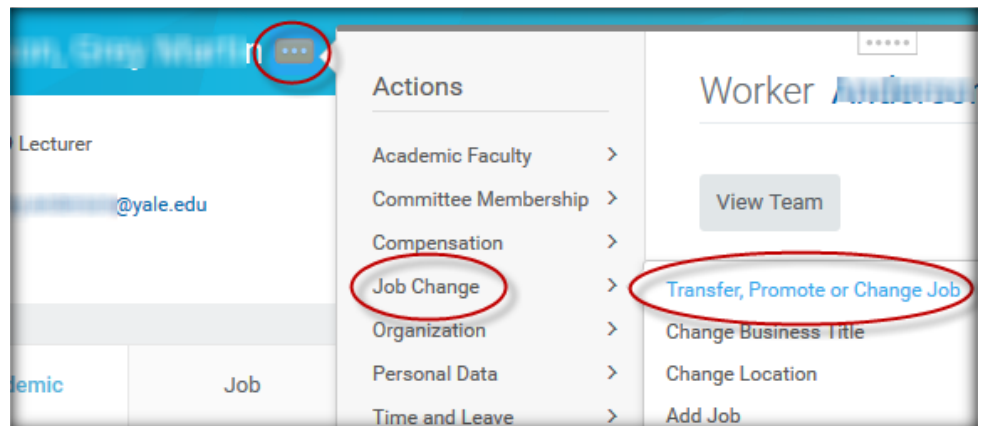 Lecturer
@yale.edu
demic
Job
Actions
Academic Faculty
Committee Membership
Compensation
Job Change
Organization
Personal Data
Time and Leave
Worker
View Team
Transfer, Promote or Change Job
Change Business Title
Change Location
Add Job